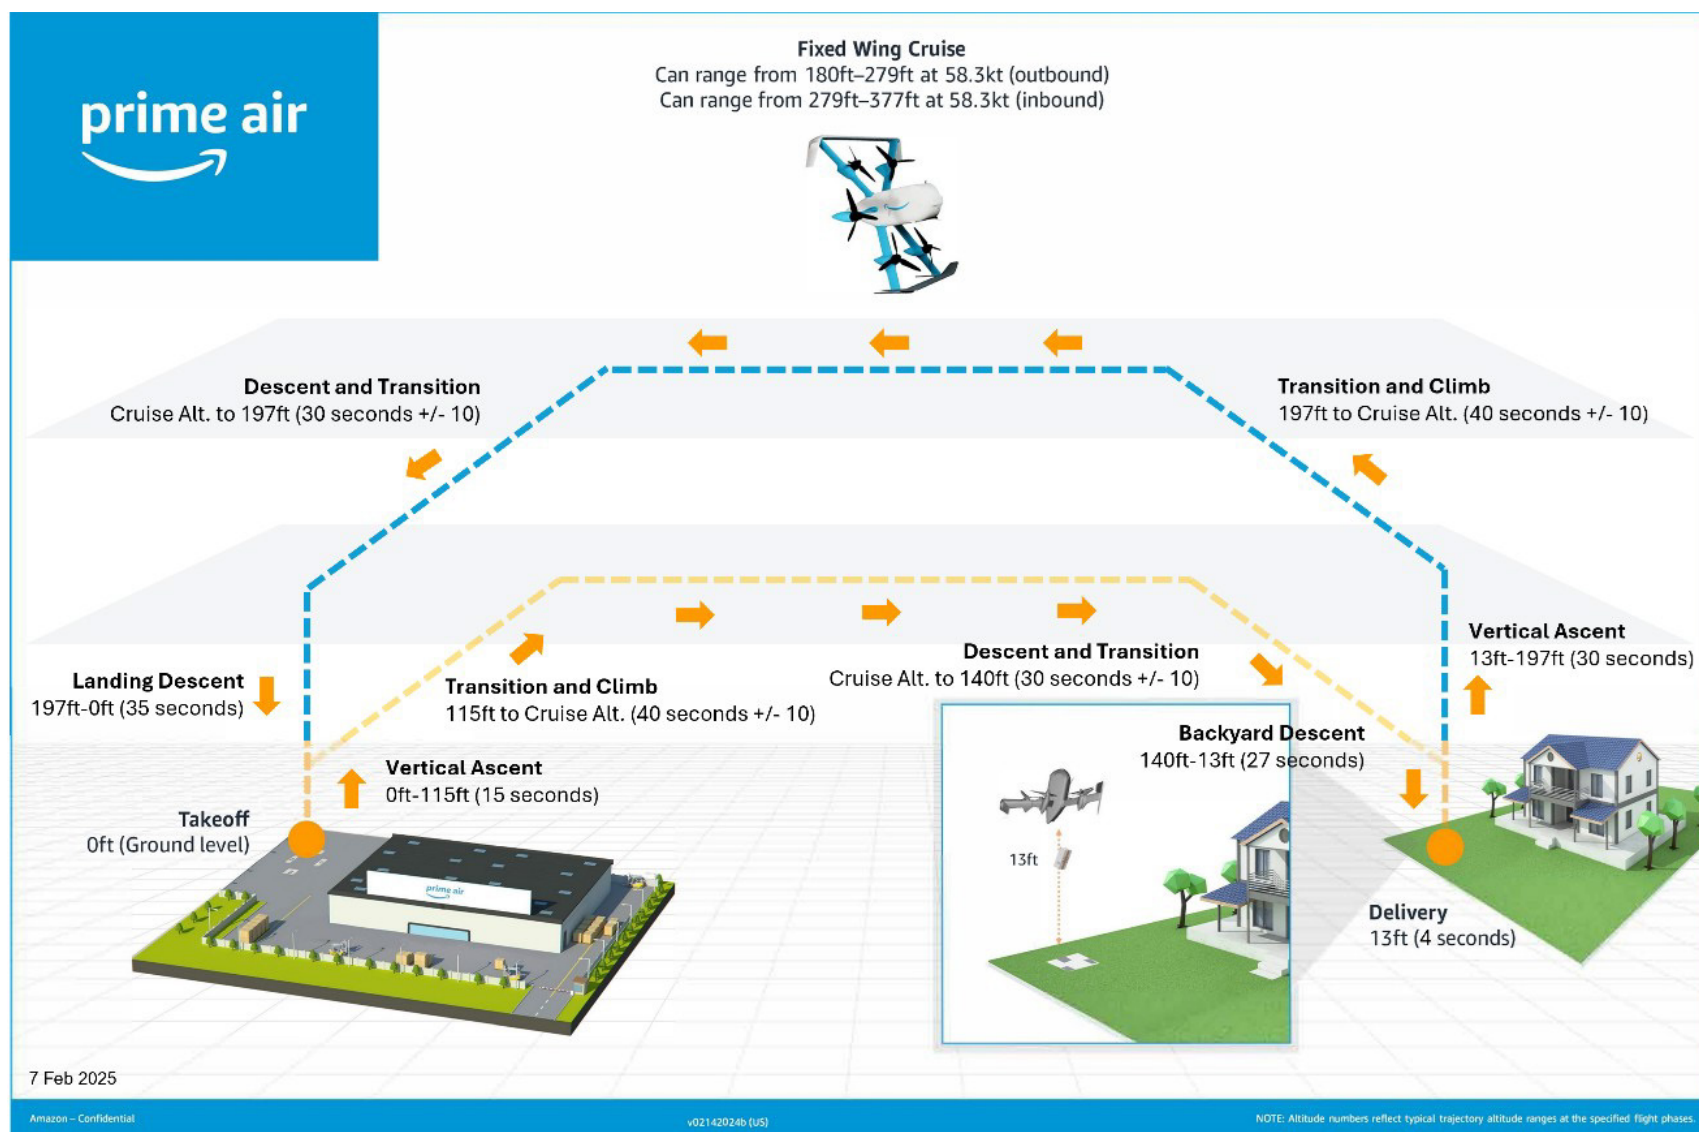 prime air
Fixed Wing Cruise
Can range from 180ft–279ft at 58.3kt (outbound)
Can range from 279ft–377ft at 58.3kt (inbound)
Descent and Transition
Cruise Alt. to 197ft (30 seconds +/- 10)
Transition and Climb
197ft to Cruise Alt. (40 seconds +/- 10)
Landing Descent
197ft-0ft (35 seconds)
Transition and Climb
115ft to Cruise Alt. (40 seconds +/- 10)
Descent and Transition
Cruise Alt. to 140ft (30 seconds +/- 10)
Vertical Ascent
13ft-197ft (30 seconds)
Backyard Descent
140ft-13ft (27 seconds)
Vertical Ascent
0ft-115ft (15 seconds)
Takeoff
0ft (Ground level)
prime air
13ft
Delivery
13ft (4 seconds)
7 Feb 2025
Amazon – Confidential
v02142024b (US)
NOTE: Altitude numbers reflect typical trajectory altitude ranges at the specified flight phases.